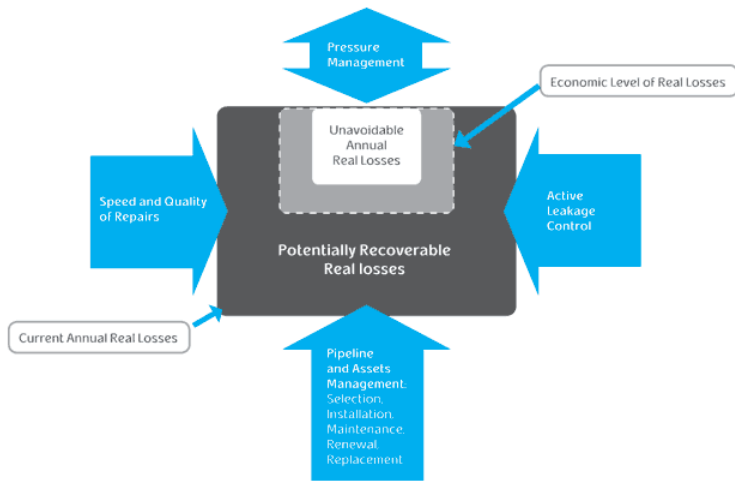 Pressure
Management
Economic Level of Real Losses
Unavoidable
Annual
Real Losses
Speed and Quality
of Repairs
Active
Leakage
Control
Potentially Recoverable
Real losses
Current Annual Real Losses
Pipeline
and Assets
Management.
Selection,
Installation,
Maintenance,
Renewal,
Replacement